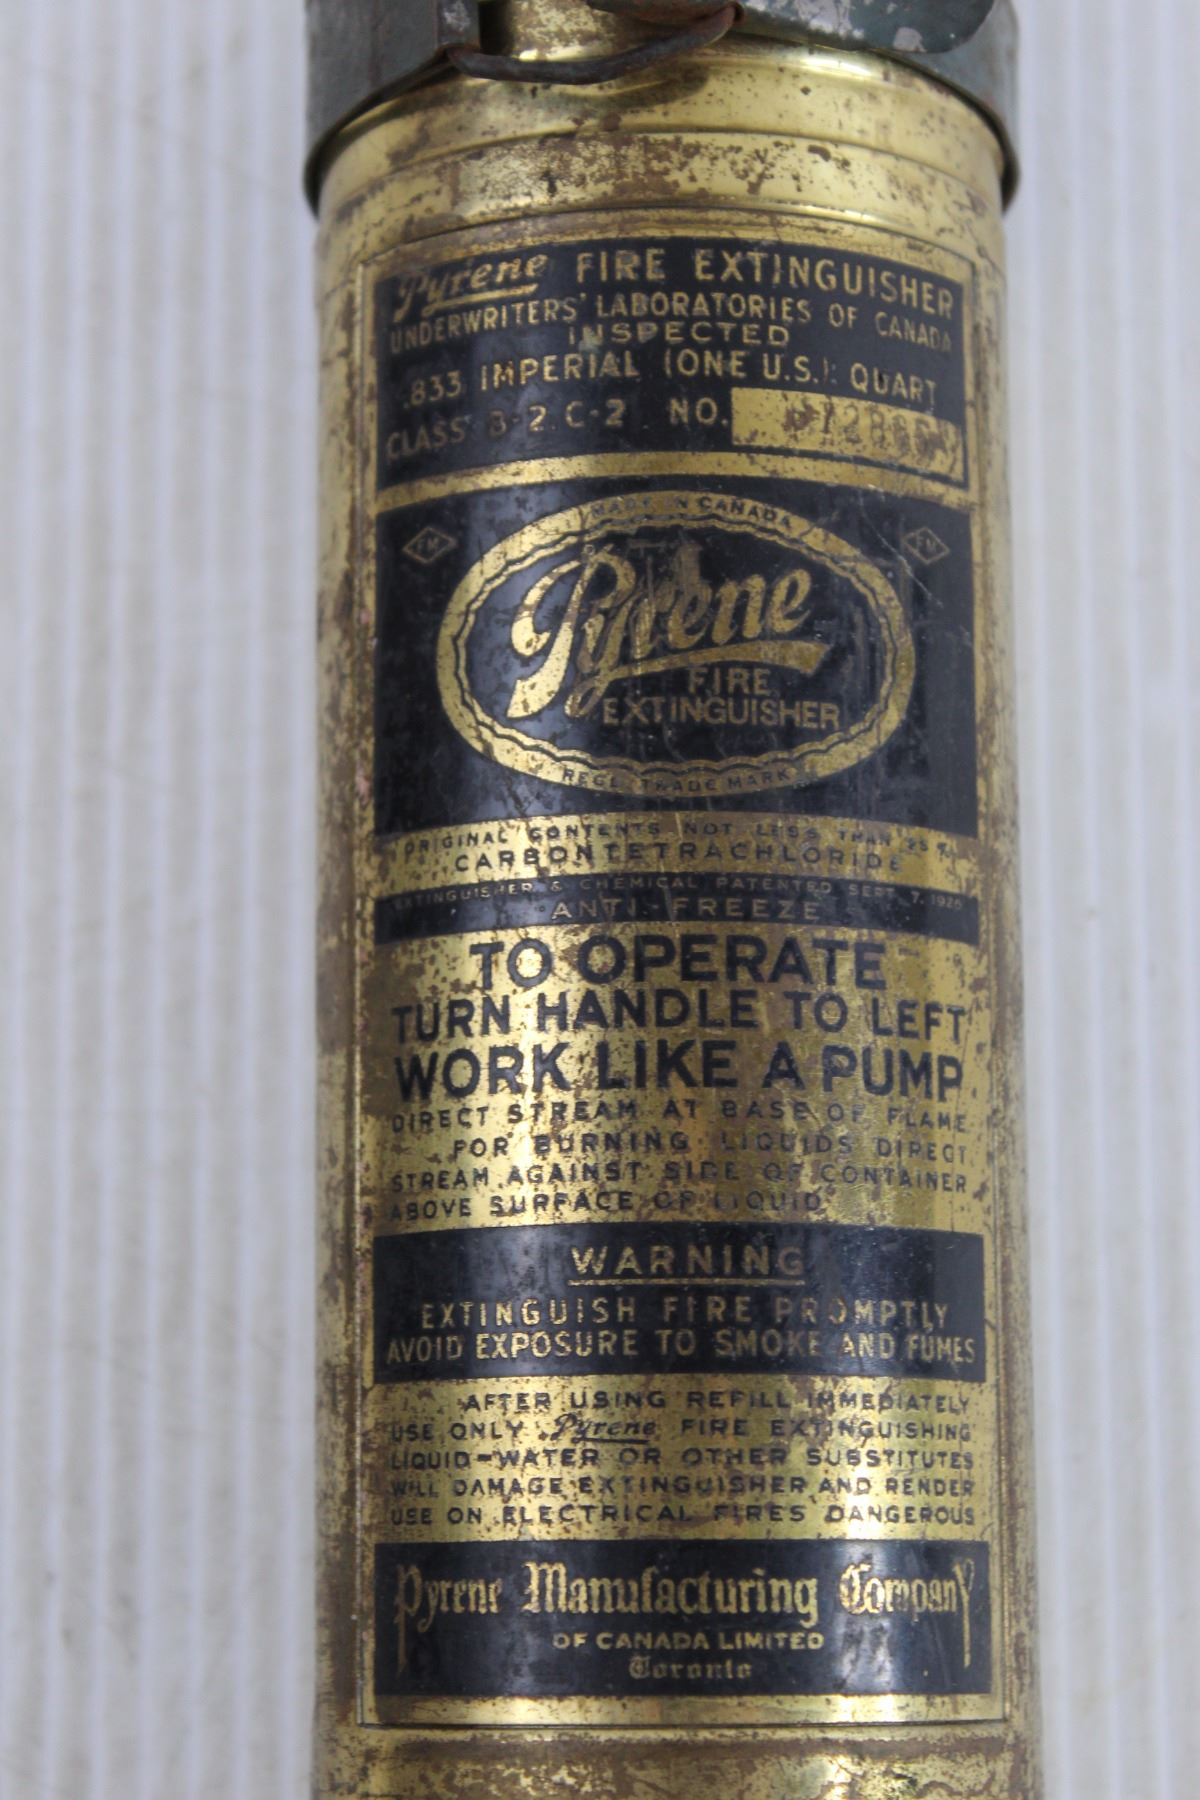 Pyrene FIRE EXTINGUISHER
UNDERWRITERS' LABORATORIES OF CANADA
INSPECTED
.833 IMPERIAL (ONE U.S.) QUART
CLASS B-2 C-2 NO.
MADE IN CANADA
FM FM
Pyrene
FIRE
EXTINGUISHER
REG'D. TRADE MARK
ORIGINAL CONTENTS NOT LESS THAN
CARBONTETRACHLORIDE
EXTINGUISHER & CHEMICAL PATENTED SEPT. 7, 1926
ANTI-FREEZE
TO OPERATE
TURN HANDLE TO LEFT
WORK LIKE A PUMP
DIRECT STREAM AT BASE OF FLAME
FOR BURNING LIQUIDS DIRECT
STREAM AGAINST SIDE OF CONTAINER
ABOVE SURFACE OF LIQUID
WARNING
EXTINGUISH FIRE PROMPTLY
AVOID EXPOSURE TO SMOKE AND FUMES
AFTER USING REFILL IMMEDIATELY
USE ONLY Pyrene FIRE EXTINGUISHING
LIQUID-WATER OR OTHER SUBSTITUTES
WILL DAMAGE EXTINGUISHER AND RENDER
USE ON ELECTRICAL FIRES DANGEROUS
Pyrene Manufacturing Company
OF CANADA LIMITED
Toronto